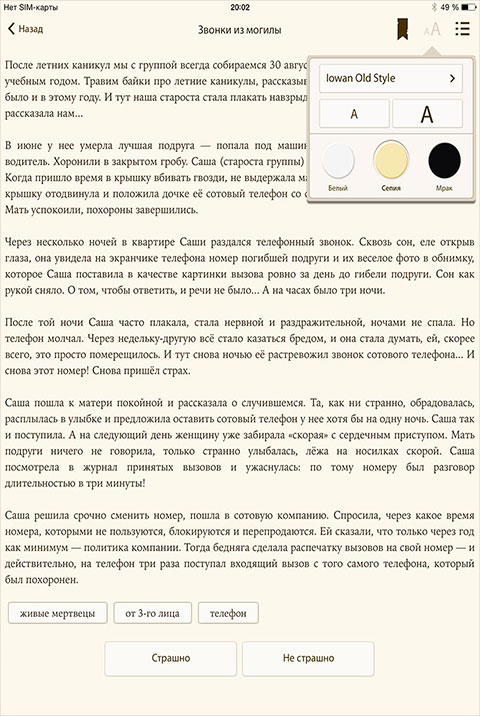 Нет SIM-карты 20:02 49 %
Назад Звонки из могилы AA
После летних каникул мы с группой всегда собираемся 30 авгус
учебным годом. Травим байки про летние каникулы, рассказы
было и в этому году. И тут наша староста стала плакать навзрыд
рассказала нам...
В июне у нее умерла лучшая подруга — попала под маши
водитель. Хоронили в закрытом гробу. Саша (староста группы)
Когда пришло время в крышку вбивать гвозди, не выдержала ма
крышку отодвинула и положила дочке её сотовый телефон со
Мать успокоили, похороны завершились.
Iowan Old Style
A A
Белый Сепия Мрак
Через несколько ночей в квартире Саши раздался телефонный звонок. Сквозь сон, еле открыв
глаза, она увидела на экранчике телефона номер погибшей подруги и их веселое фото в обнимку,
которое Саша поставила в качестве картинки вызова ровно за день до гибели подруги. Сон как
рукой сняло. О том, чтобы ответить, и речи не было... А на часах было три ночи.
После той ночи Саша часто плакала, стала нервной и раздражительной, ночами не спала. Но
телефон молчал. Через недельку-другую всё стало казаться бредом, и она стала думать, ей, скорее
всего, это просто померещилось. И тут снова ночью её растревожил звонок сотового телефона... И
снова этот номер! Снова пришёл страх.
Саша пошла к матери покойной и рассказала о случившемся. Та, как ни странно, обрадовалась,
расплылась в улыбке и предложила оставить сотовый телефон у нее хотя бы на одну ночь. Саша так
и поступила. А на следующий день женщину уже забирала «скорая» с сердечным приступом. Мать
подруги ничего не говорила, только странно улыбалась, лёжа на носилках скорой. Саша
посмотрела в журнал принятых вызовов и ужаснулась: по тому номеру был разговор
длительностью в три минуты!
Саша решила срочно сменить номер, пошла в сотовую компанию. Спросила, через какое время
номера, которыми не пользуются, блокируются и перепродаются. Ей сказали, что только через год
как минимум — политика компании. Тогда бедняга сделала распечатку вызовов на свой номер — и
действительно, на телефон три раза поступал входящий вызов с того самого телефона, который
был похоронен.
живые мертвецы от 3-го лица телефон
Страшно Не страшно